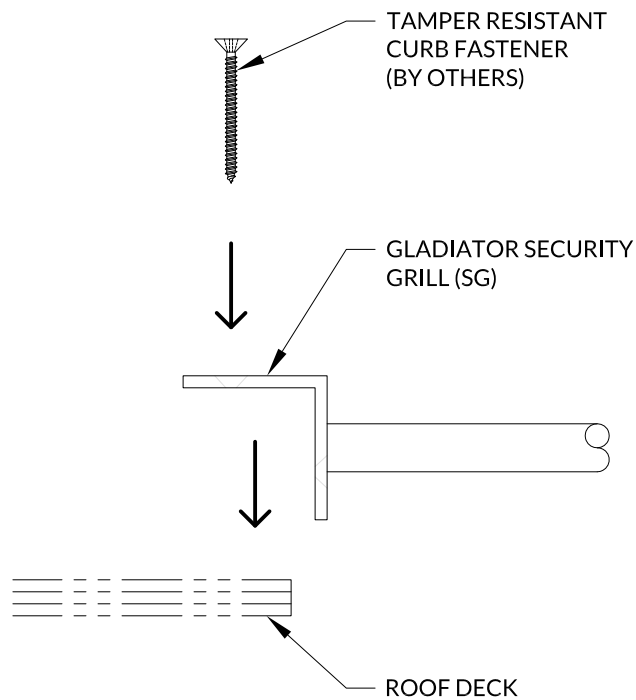 TAMPER RESISTANT
CURB FASTENER
(BY OTHERS)
GLADIATOR SECURITY
GRILL (SG)
ROOF DECK